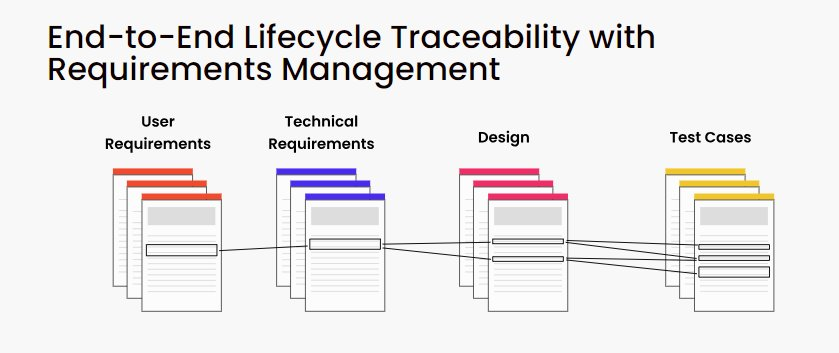 End-to-End Lifecycle Traceability with
Requirements Management
User
Requirements
Technical
Requirements
Design
Test Cases